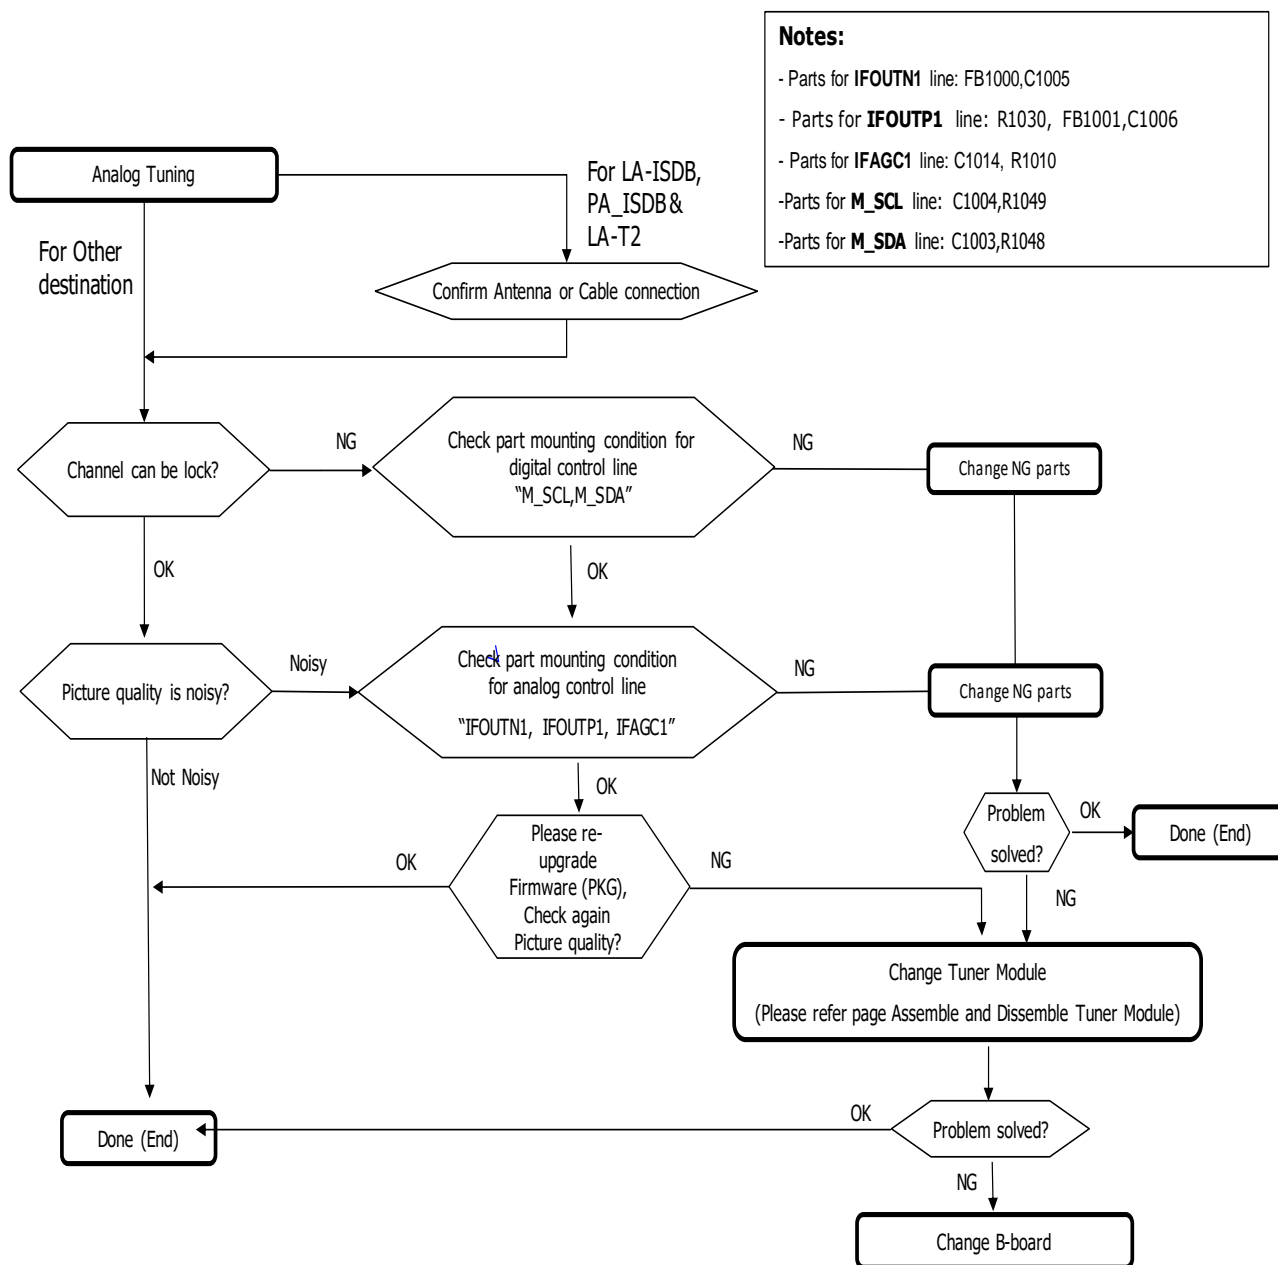 Notes:
- Parts for IFOUTN1 line: FB1000,C1005
- Parts for IFOUTP1 line: R1030, FB1001,C1006
- Parts for IFAGC1 line: C1014, R1010
-Parts for M_SCL line: C1004,R1049
-Parts for M_SDA line: C1003,R1048
Analog Tuning
For LA-ISDB,
PA_ISDB &
LA-T2
For Other
destination
Confirm Antenna or Cable connection
Channel can be lock?
NG
Check part mounting condition for
digital control line
“M_SCL,M_SDA”
NG
Change NG parts
OK
OK
Picture quality is noisy?
Noisy
Check part mounting condition
for analog control line
“IFOUTN1, IFOUTP1, IFAGC1”
NG
Change NG parts
Not Noisy
OK
Problem
solved?
OK
Done (End)
Please re-
upgrade
Firmware (PKG),
Check again
Picture quality?
OK
NG
NG
Change Tuner Module
(Please refer page Assemble and Dissemble Tuner Module)
Done (End)
OK
Problem solved?
NG
Change B-board